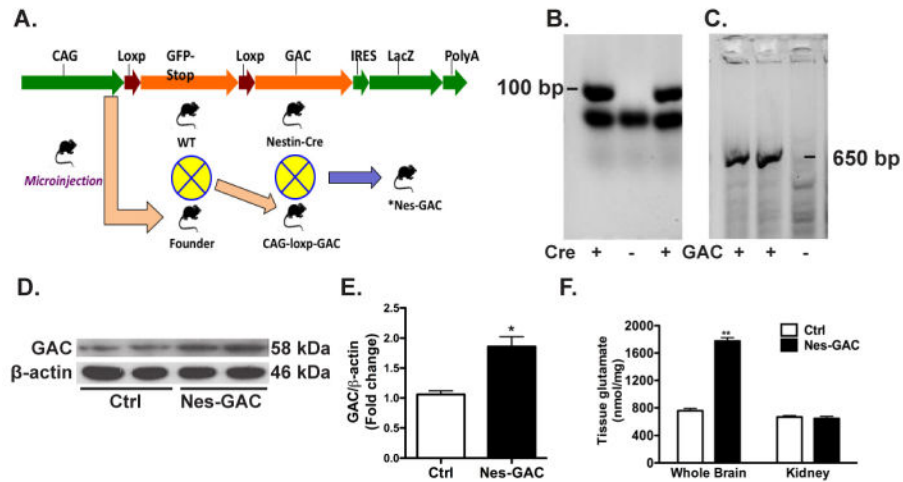 A.
CAG Loxp GFP-Stop Loxp GAC IRES LacZ PolyA
WT
Nestin-Cre
Microinjection
*Nes-GAC
Founder
CAG-loxp-GAC
B.
100 bp
Cre + - +
C.
650 bp
GAC + + -
D.
GAC 58 kDa
β-actin 46 kDa
Ctrl Nes-GAC
E.
GAC/β-actin
(Fold change)
2.5
2.0
1.5
1.0
0.5
0.0
*
Ctrl Nes-GAC
F.
Tissue glutamate
(nmol/mg)
2000
1600
1200
800
400
0
**
Ctrl
Nes-GAC
Whole Brain Kidney